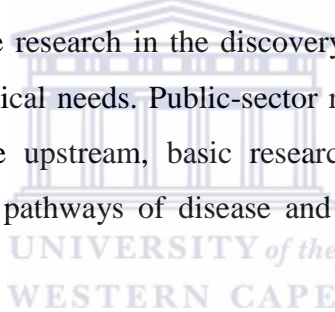 e research in the discovery
ical needs. Public-sector
e upstream, basic researc
pathways of disease and
UNIVERSITY of the
WESTERN CAPE